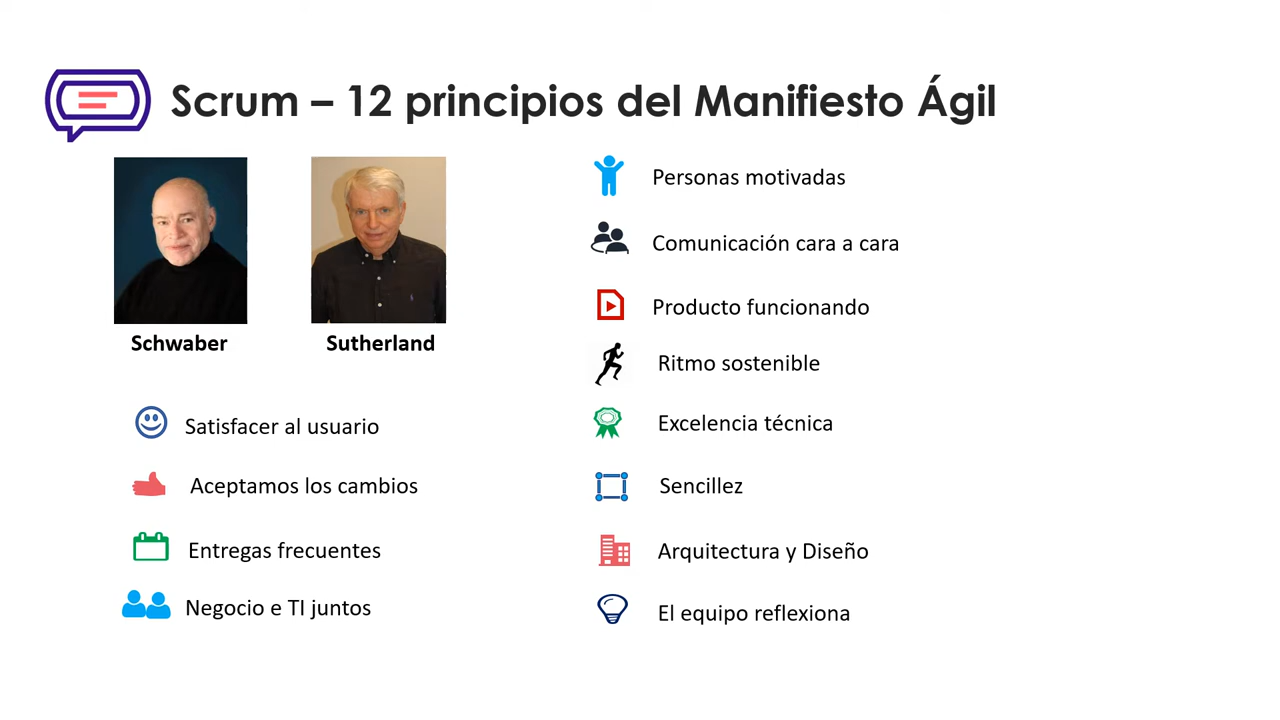 Scrum – 12 principios del Manifiesto Ágil
Schwaber
Sutherland
Satisfacer al usuario
Aceptamos los cambios
Entregas frecuentes
Negocio e TI juntos
Personas motivadas
Comunicación cara a cara
Producto funcionando
Ritmo sostenible
Excelencia técnica
Sencillez
Arquitectura y Diseño
El equipo reflexiona